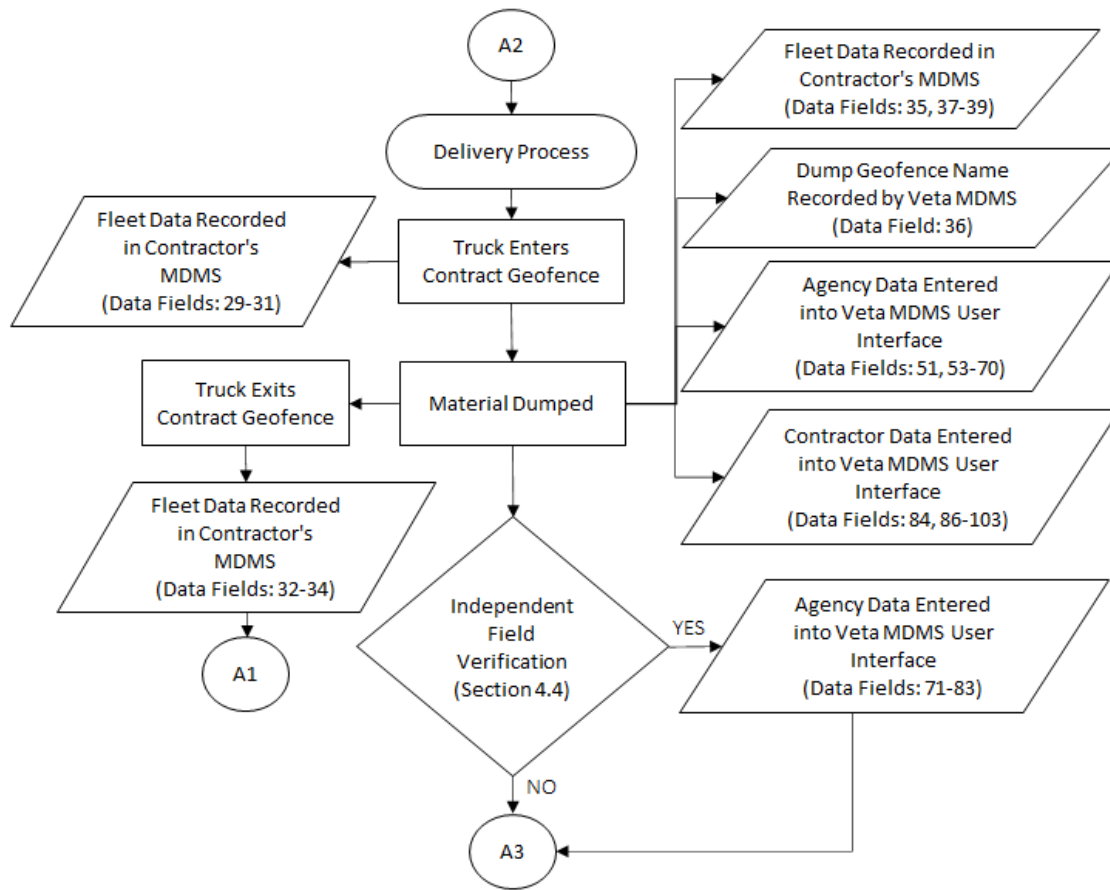 A2
Delivery Process
Fleet Data Recorded in
Contractor's MDMS
(Data Fields: 35, 37-39)
Dump Geofence Name
Recorded by Veta MDMS
(Data Field: 36)
Fleet Data Recorded
in Contractor's
MDMS
(Data Fields: 29-31)
Truck Enters
Contract Geofence
Agency Data Entered
into Veta MDMS User
Interface
(Data Fields: 51, 53-70)
Truck Exits
Contract Geofence
Material Dumped
Contractor Data Entered
into Veta MDMS User
Interface
(Data Fields: 84, 86-103)
Fleet Data Recorded
in Contractor's
MDMS
(Data Fields: 32-34)
A1
Independent
Field
Verification
(Section 4.4)
YES
Agency Data Entered
into Veta MDMS User
Interface
(Data Fields: 71-83)
NO
A3